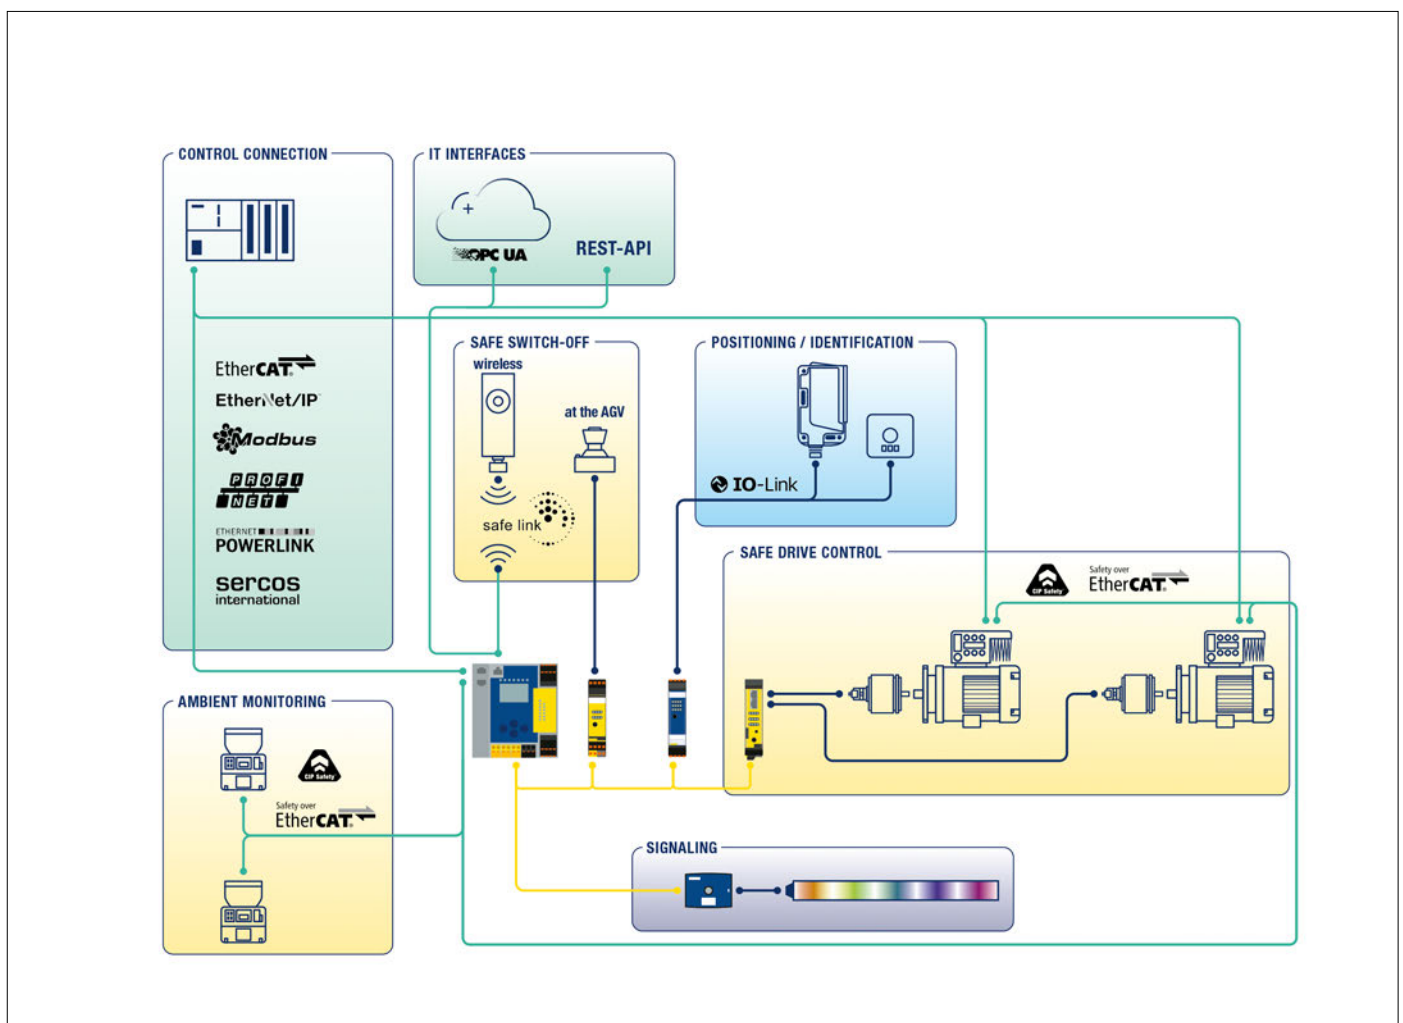 CONTROL CONNECTION
IT INTERFACES
OPC UA
REST-API
EtherCAT
EtherNet/IP
Modbus
PROFI
NET
ETHERNET
POWERLINK
sercos
international
SAFE SWITCH-OFF
wireless
at the AGV
safe link
POSITIONING / IDENTIFICATION
IO-Link
SAFE DRIVE CONTROL
CIP Safety
Safety over
EtherCAT
AMBIENT MONITORING
CIP Safety
Safety over
EtherCAT
SIGNALING